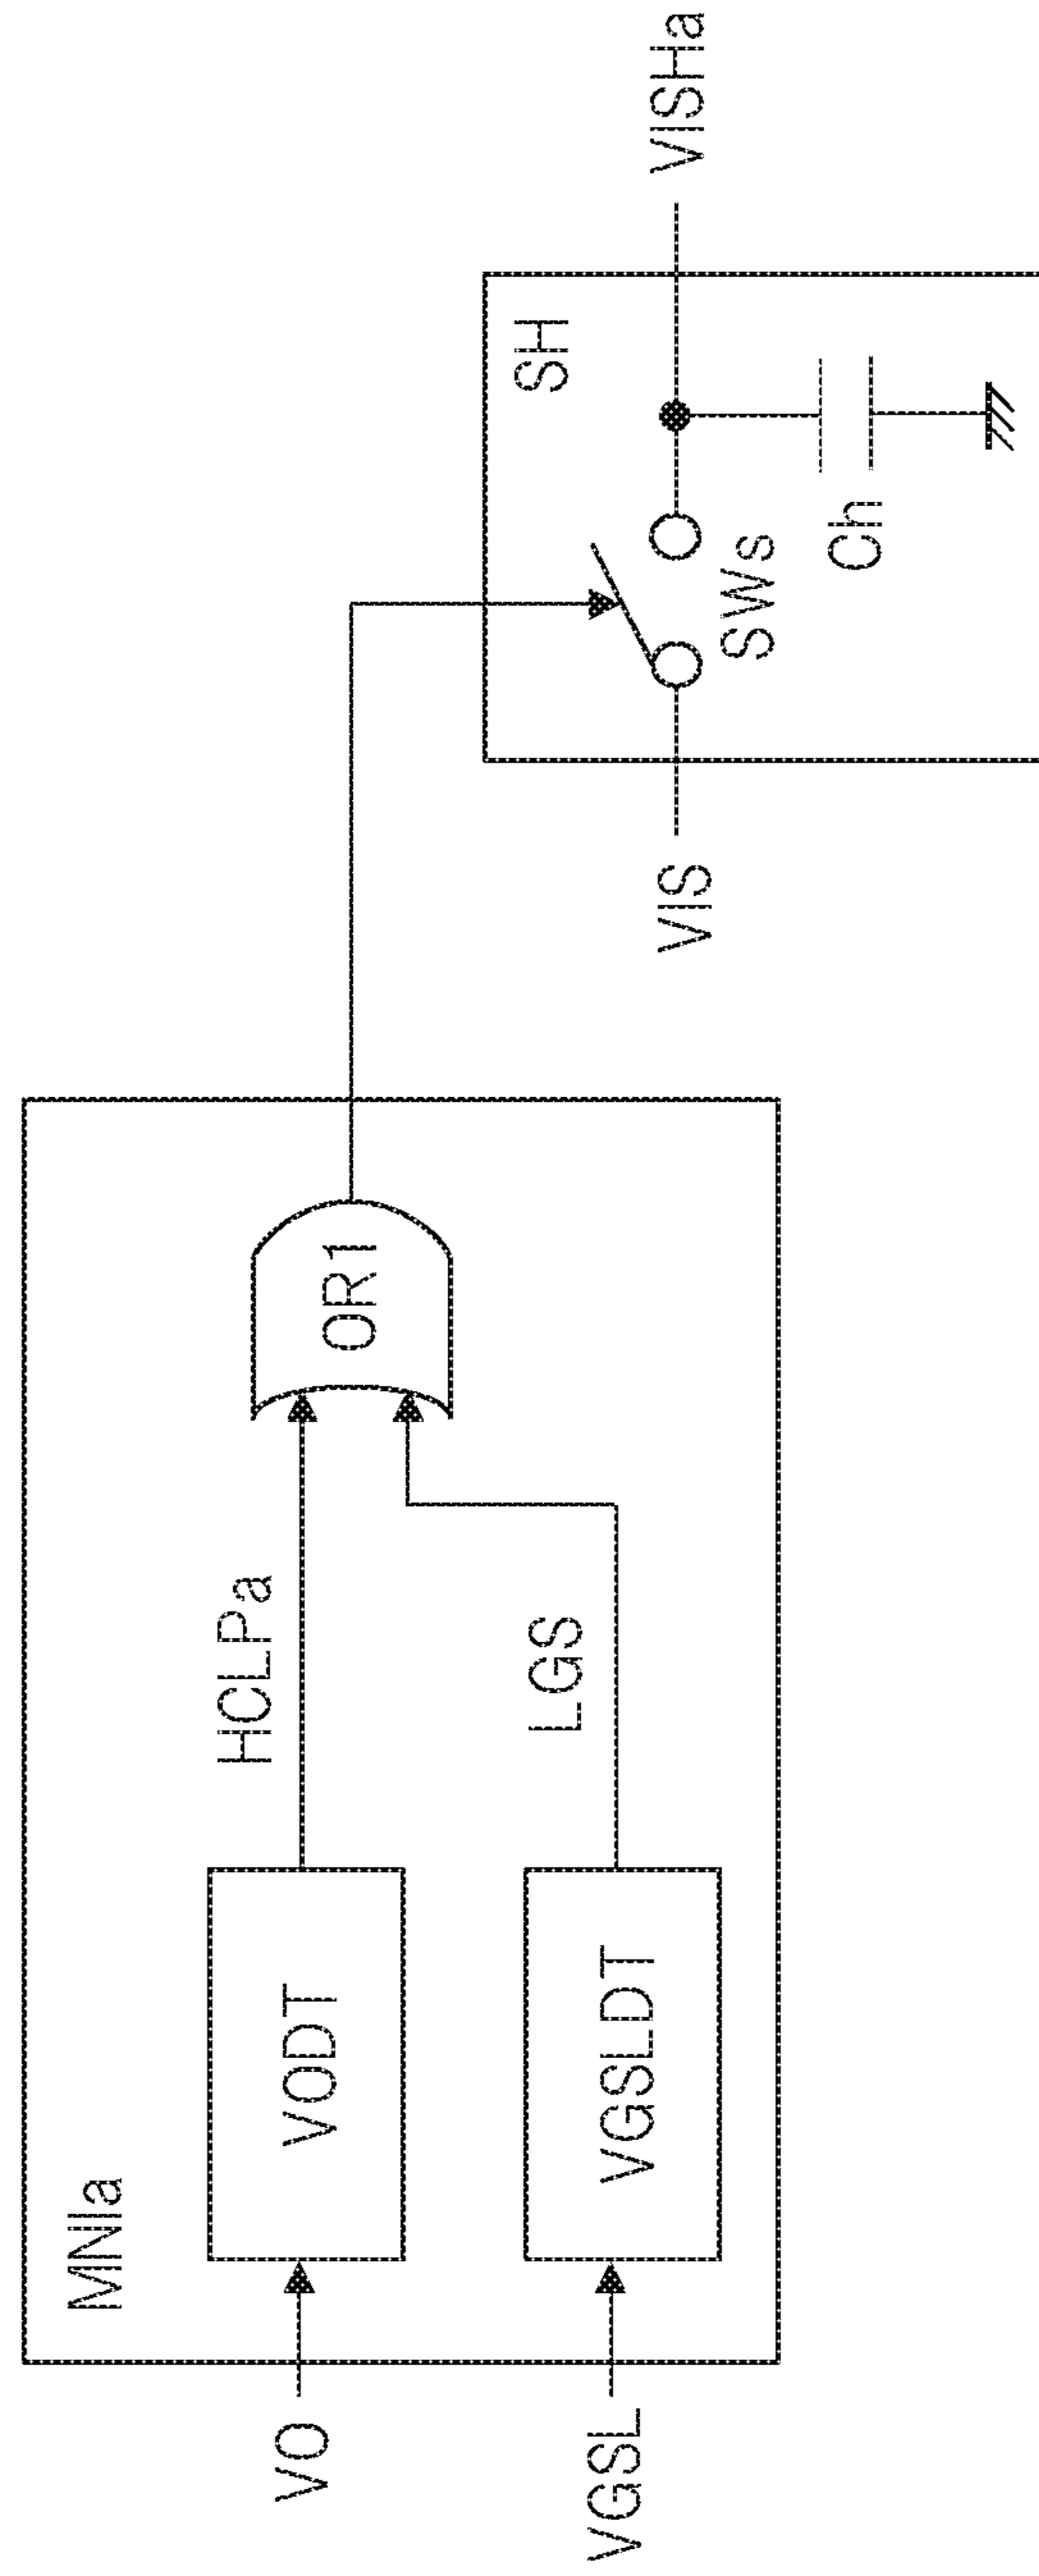 MNIa
VO
VODT
HCLPa
OR1
VGSL
VGSLDT
LGS
SH
VIS
SWs
Ch
VISHa